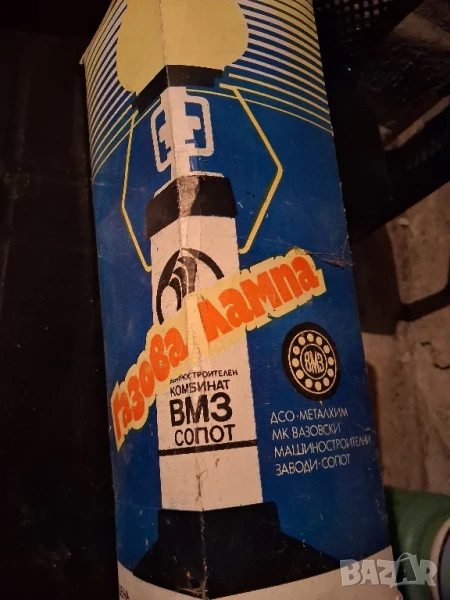 Газова лампа
МАШИНОСТРОИТЕЛЕН
КОМБИНАТ
ВМЗ
СОПОТ
ВМЗ
ДСО-МЕТАЛХИМ
МК ВАЗОВСКИ
МАШИНОСТРОИТЕЛНИ
ЗАВОДИ-СОПОТ
BAZAR